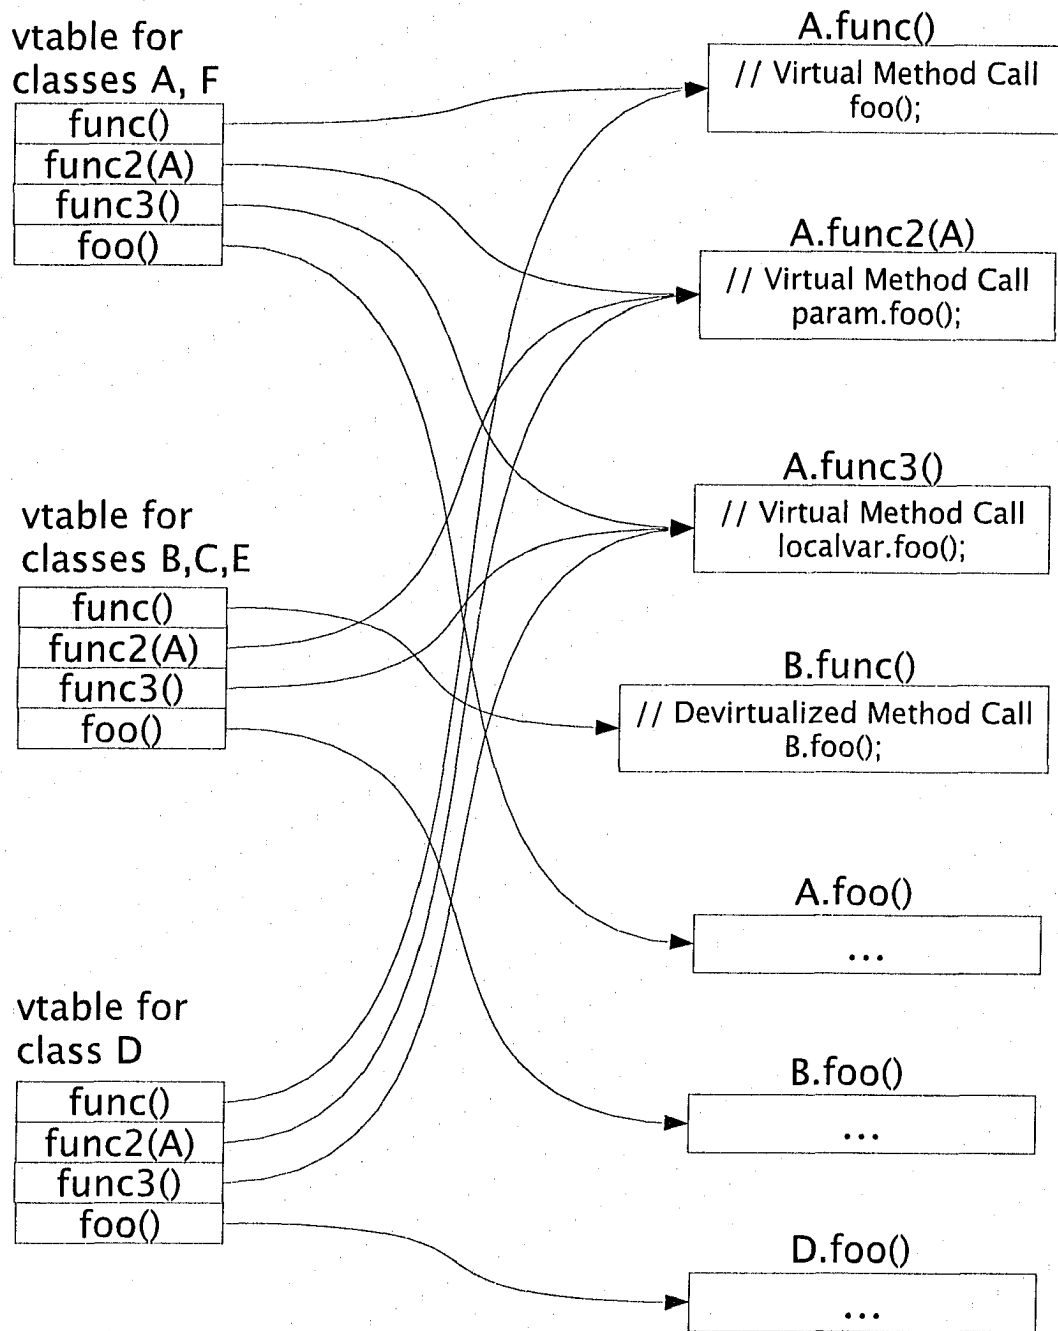 vtable for
classes A, F
func()
func2(A)
func3()
foo()
vtable for
classes B,C,E
func()
func2(A)
func3()
foo()
vtable for
class D
func()
func2(A)
func3()
foo()
A.func()
// Virtual Method Call
foo();
A.func2(A)
// Virtual Method Call
param.foo();
A.func3()
// Virtual Method Call
localvar.foo();
B.func()
// Devirtualized Method Call
B.foo();
A.foo()
...
B.foo()
...
D.foo()
...